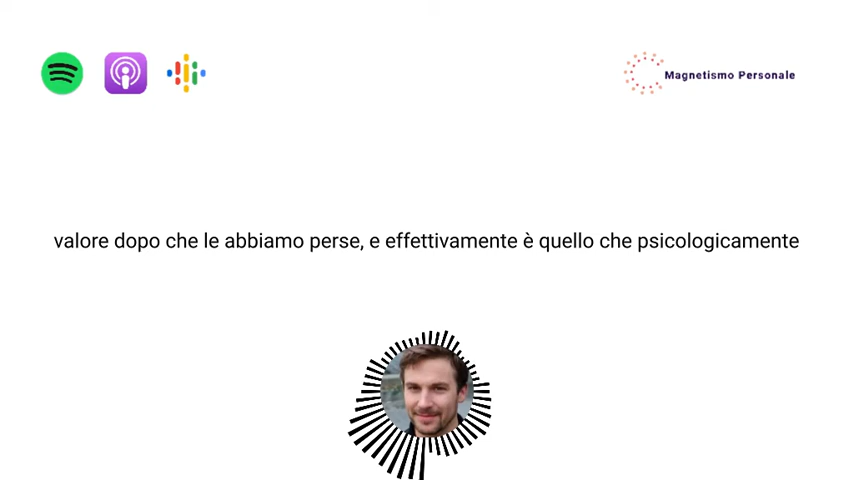 Magnetismo Personale
valore dopo che le abbiamo perse, e effettivamente è quello che psicologicamente